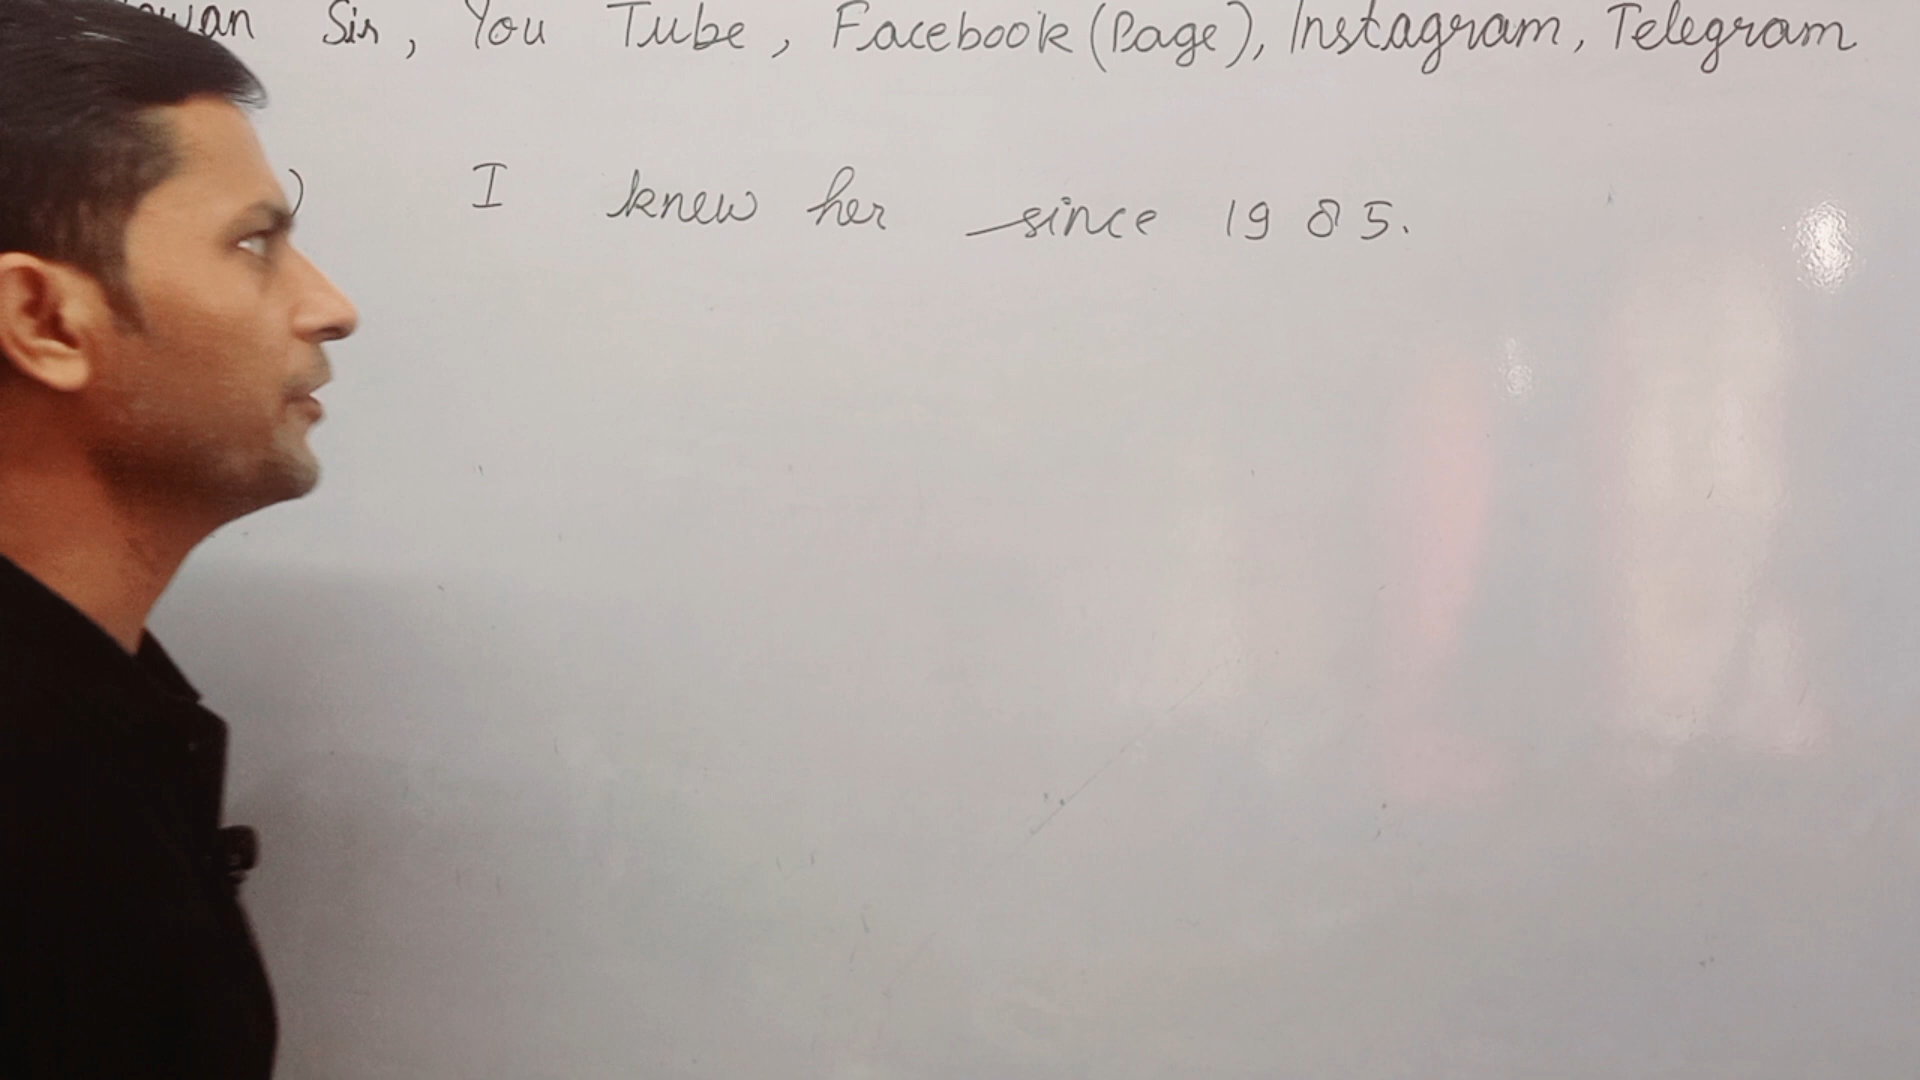 Sir, You Tube, Facebook (Page), Instagram, Telegram
) I knew her since 1985.